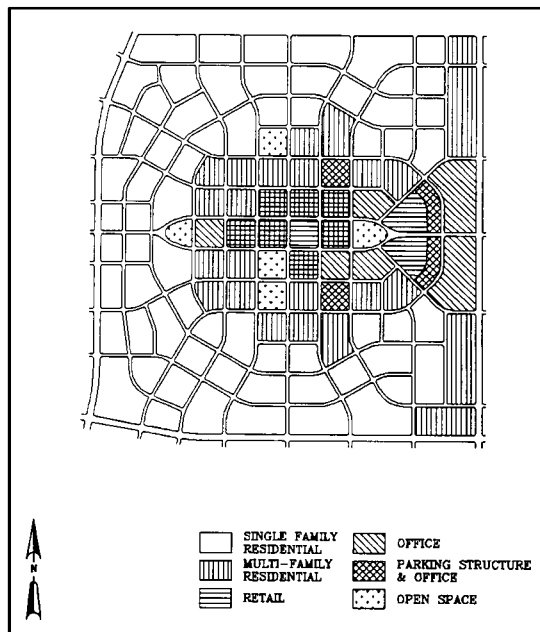 SINGLE FAMILY
RESIDENTIAL
MULTI-FAMILY
RESIDENTIAL
RETAIL
OFFICE
PARKING STRUCTURE
& OFFICE
OPEN SPACE
N